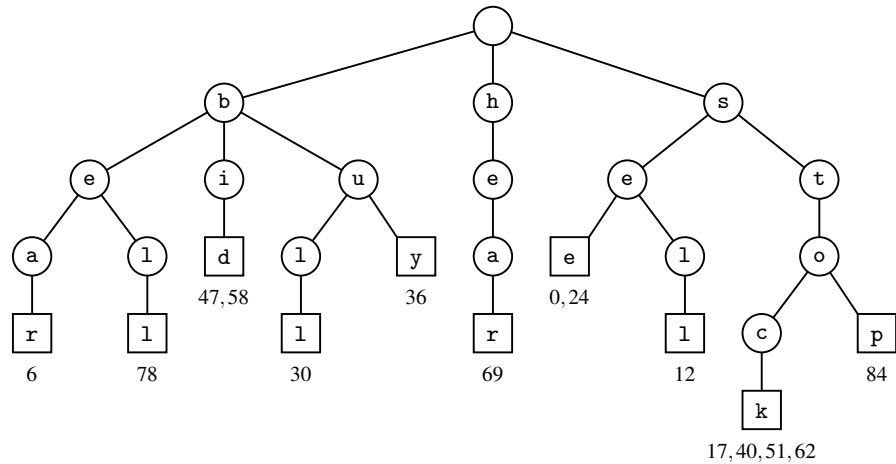 b h s
e i u e e t
a l d l y a e l o
47, 58 36 0, 24
r l l r l c p
6 78 30 69 12 84
k
17, 40, 51, 62